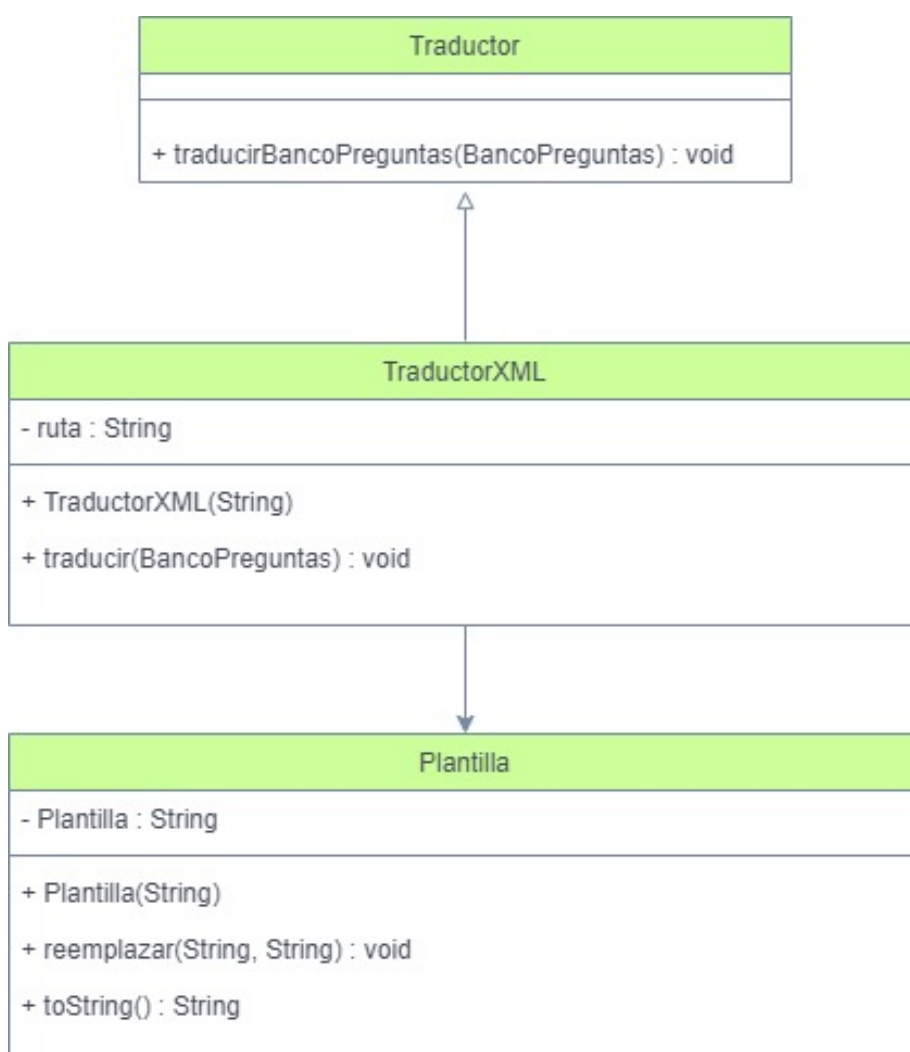 Traductor
+ traducirBancoPreguntas(BancoPreguntas) : void
TraductorXML
- ruta : String
+ TraductorXML(String)
+ traducir(BancoPreguntas) : void
Plantilla
- Plantilla : String
+ Plantilla(String)
+ reemplazar(String, String) : void
+ toString() : String